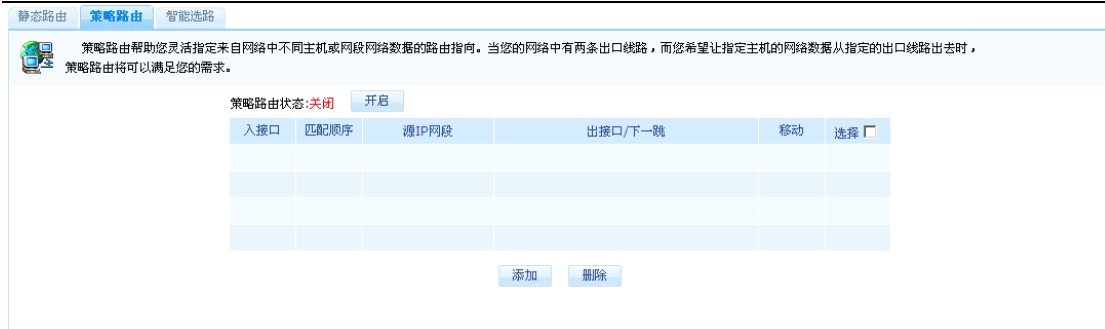 静态路由 策略路由 智能选路
策略路由帮助您灵活指定来自网络中不同主机或网段网络数据的路由指向。当您的网络中有两条出口线路，而您希望让指定主机的网络数据从指定的出口线路出去时，
策略路由将可以满足您的需求。
策略路由状态:关闭 开启
入接口 匹配顺序 源IP网段 出接口/下一跳 移动 选择
添加 删除